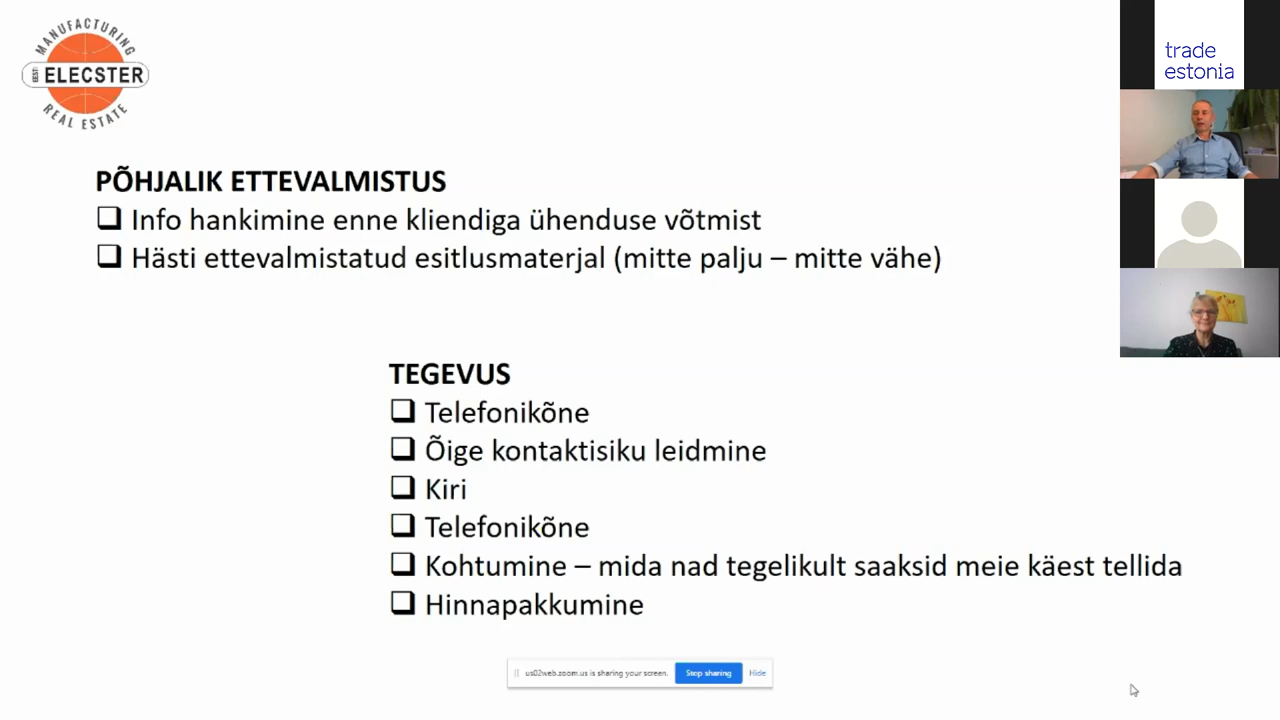 MANUFACTURING
EESTI ELECSTER
REAL ESTATE
trade
estonia
PÕHJALIK ETTEVALMISTUS
Info hankimine enne kliendiga ühenduse võtmist
Hästi ettevalmistatud esitlusmaterjal (mitte palju – mitte vähe)
TEGEVUS
Telefonikõne
Õige kontaktisiku leidmine
Kiri
Telefonikõne
Kohtumine – mida nad tegelikult saaksid meie käest tellida
Hinnapakkumine
us02web.zoom.us is sharing your screen. Stop sharing Hide